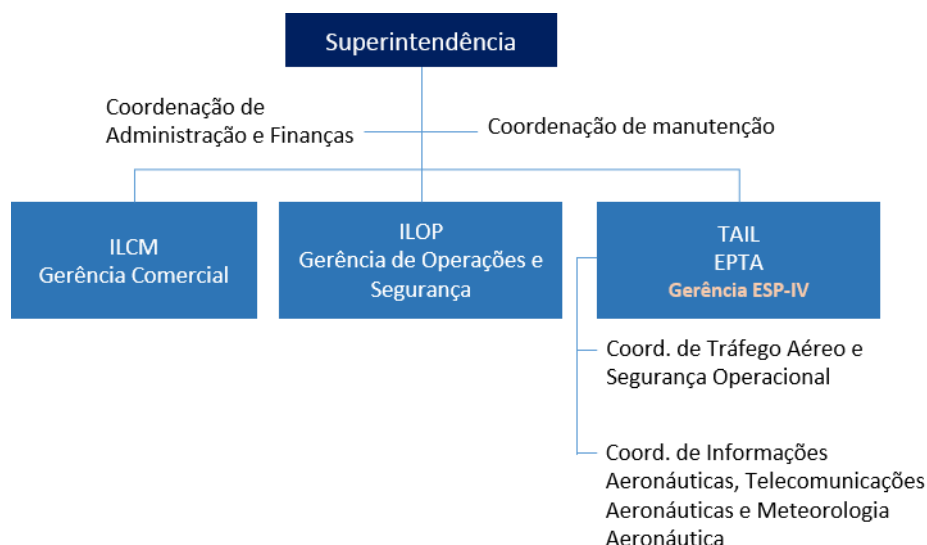 Superintendência
Coordenação de
Administração e Finanças
Coordenação de manutenção
ILCM
Gerência Comercial
ILOP
Gerência de Operações e
Segurança
TAIL
EPTA
Gerência ESP-IV
Coord. de Tráfego Aéreo e
Segurança Operacional
Coord. de Informações
Aeronáuticas, Telecomunicações
Aeronáuticas e Meteorologia
Aeronáutica